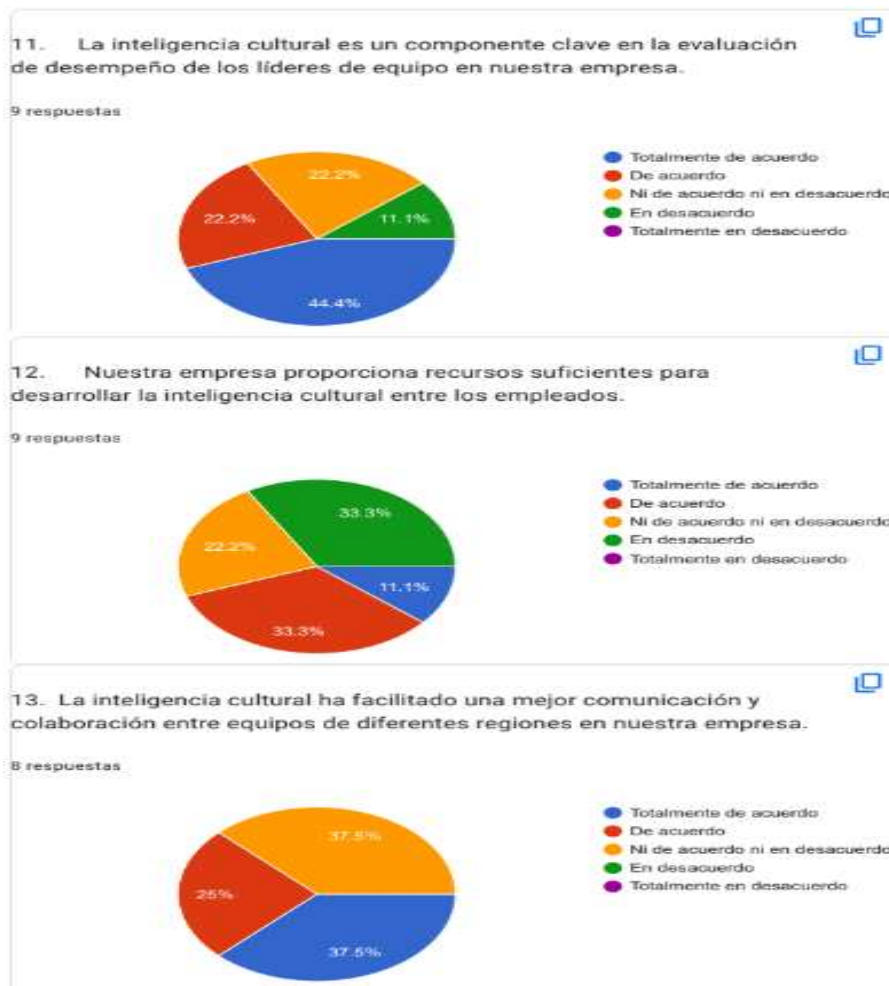 11. La inteligencia cultural es un componente clave en la evaluación
de desempeño de los líderes de equipo en nuestra empresa.
9 respuestas
22.2%
22.2%
11.1%
44.4%
Totalmente de acuerdo
De acuerdo
Ni de acuerdo ni en desacuerdo
En desacuerdo
Totalmente en desacuerdo
12. Nuestra empresa proporciona recursos suficientes para
desarrollar la inteligencia cultural entre los empleados.
9 respuestas
33.3%
22.2%
11.1%
33.3%
Totalmente de acuerdo
De acuerdo
Ni de acuerdo ni en desacuerdo
En desacuerdo
Totalmente en desacuerdo
13. La inteligencia cultural ha facilitado una mejor comunicación y
colaboración entre equipos de diferentes regiones en nuestra empresa.
8 respuestas
37.5%
25%
37.5%
Totalmente de acuerdo
De acuerdo
Ni de acuerdo ni en desacuerdo
En desacuerdo
Totalmente en desacuerdo